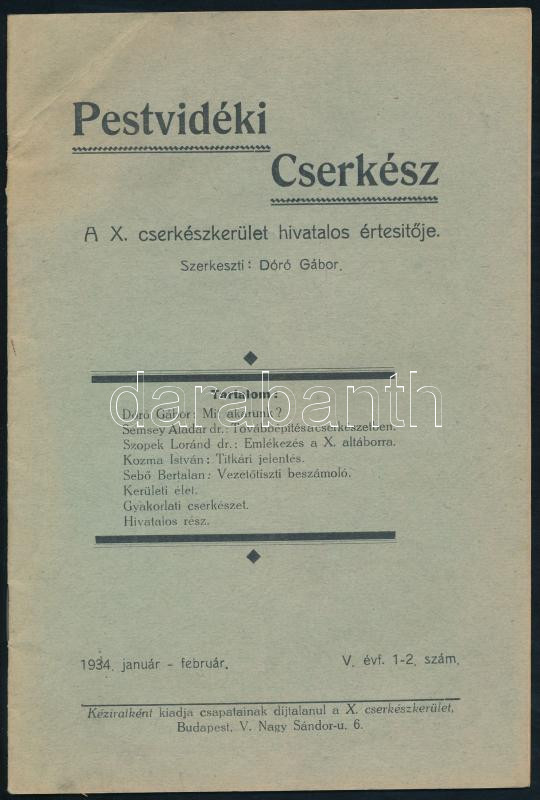 Pestvidéki
Cserkész
A X. cserkészkerület hivatalos értesitője.
Szerkeszti: Dóró Gábor.
darabanth
Tartalom:
Dóró Gábor: Mit akarunk?
Semsey Aladár dr.: Továbbépítés a cserkészetben.
Szopek Loránd dr.: Emlékezés a X. altáborra.
Kozma István: Titkári jelentés.
Sebő Bertalan: Vezetőtiszti beszámoló.
Kerületi élet.
Gyakorlati cserkészet.
Hivatalos rész.
1934. január - február.
V. évf. 1-2. szám.
Kéziratként kiadja csapatainak díjtalanul a X. cserkészkerület,
Budapest, V. Nagy Sándor-u. 6.